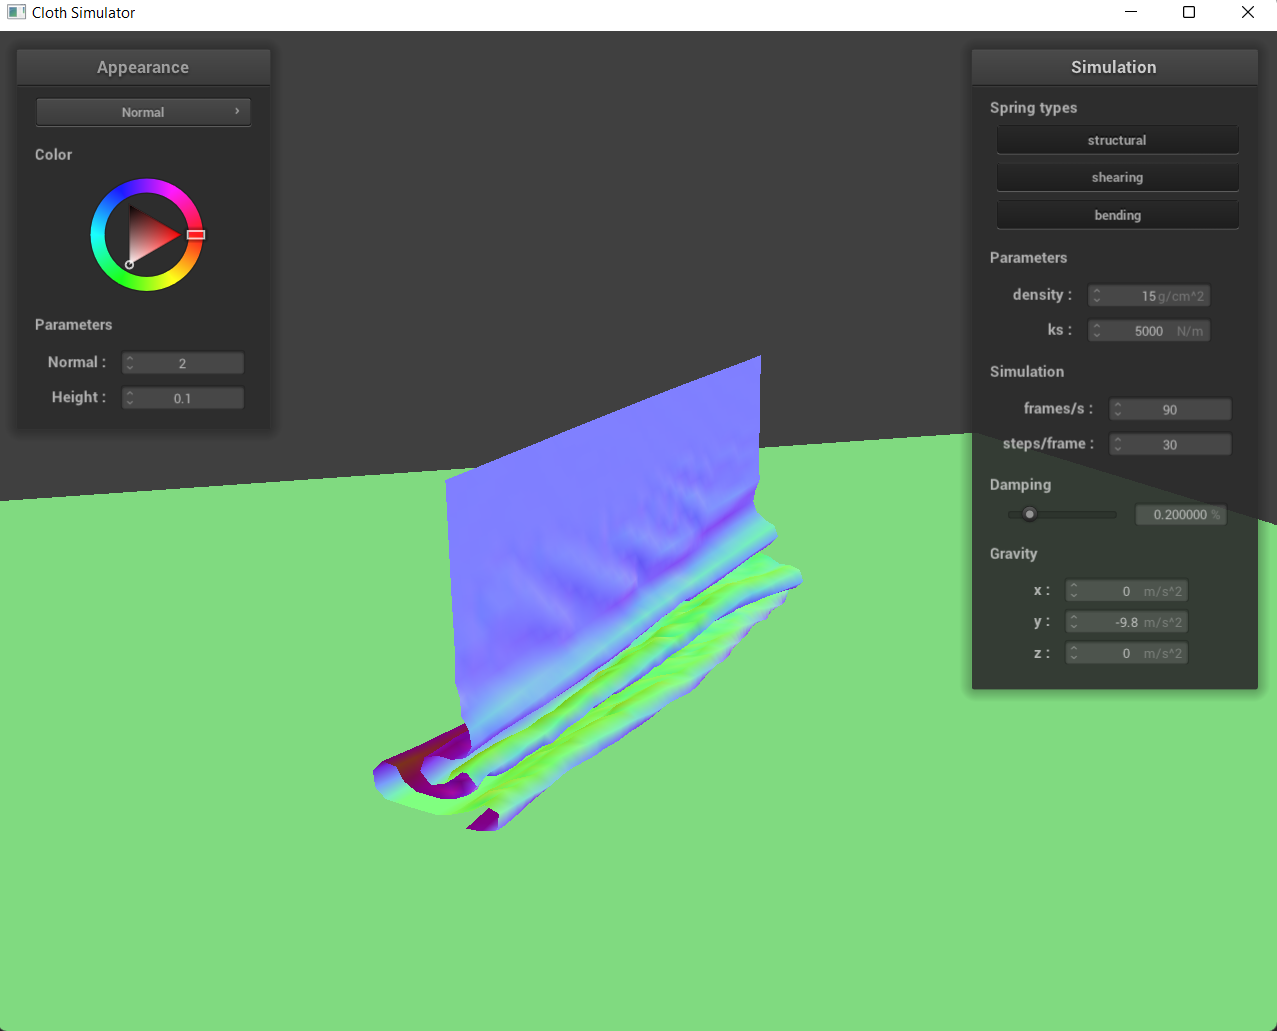 Cloth Simulator
Appearance
Normal
Color
Parameters
Normal :
2
Height :
0.1
Simulation
Spring types
structural
shearing
bending
Parameters
density :
15 g/cm^2
ks :
5000 N/m
Simulation
frames/s :
90
steps/frame :
30
Damping
0.200000 %
Gravity
x :
0 m/s^2
y :
-9.8 m/s^2
z :
0 m/s^2